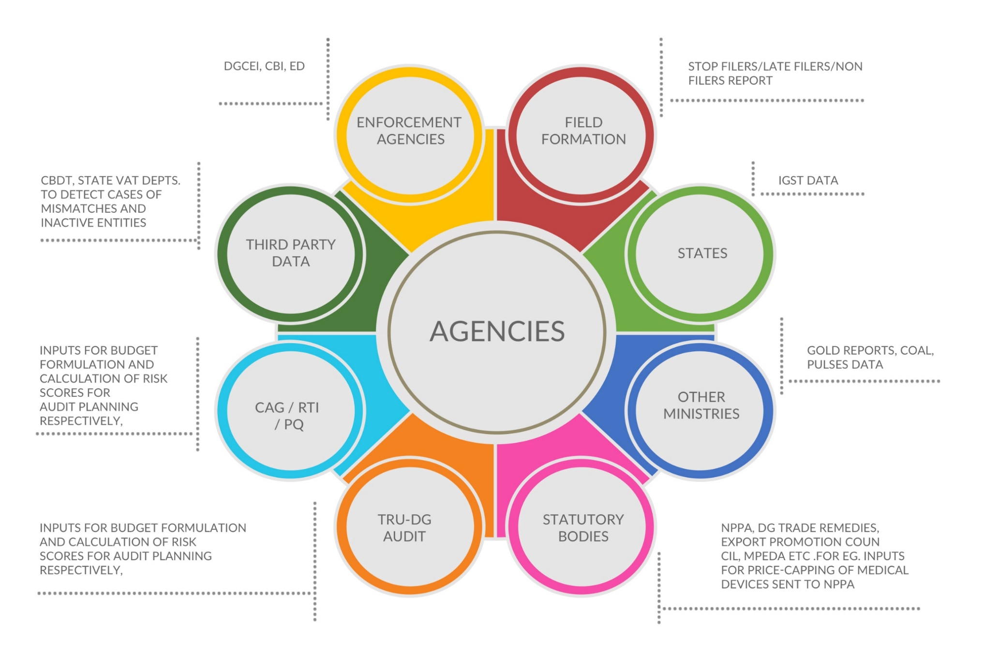 DGCEI, CBI, ED
STOP FILERS/LATE FILERS/NON
FILERS REPORT
ENFORCEMENT
AGENCIES
FIELD
FORMATION
CBDT, STATE VAT DEPTS.
TO DETECT CASES OF
MISMATCHES AND
INACTIVE ENTITIES
IGST DATA
THIRD PARTY
DATA
STATES
AGENCIES
INPUTS FOR BUDGET
FORMULATION AND
CALCULATION OF RISK
SCORES FOR
AUDIT PLANNING
RESPECTIVELY,
GOLD REPORTS, COAL,
PULSES DATA
CAG / RTI
/ PQ
OTHER
MINISTRIES
TRU-DG
AUDIT
STATUTORY
BODIES
INPUTS FOR BUDGET FORMULATION
AND CALCULATION OF RISK
SCORES FOR AUDIT PLANNING
RESPECTIVELY,
NPPA, DG TRADE REMEDIES,
EXPORT PROMOTION COUN
CIL, MPEDA ETC .FOR EG. INPUTS
FOR PRICE-CAPPING OF MEDICAL
DEVICES SENT TO NPPA